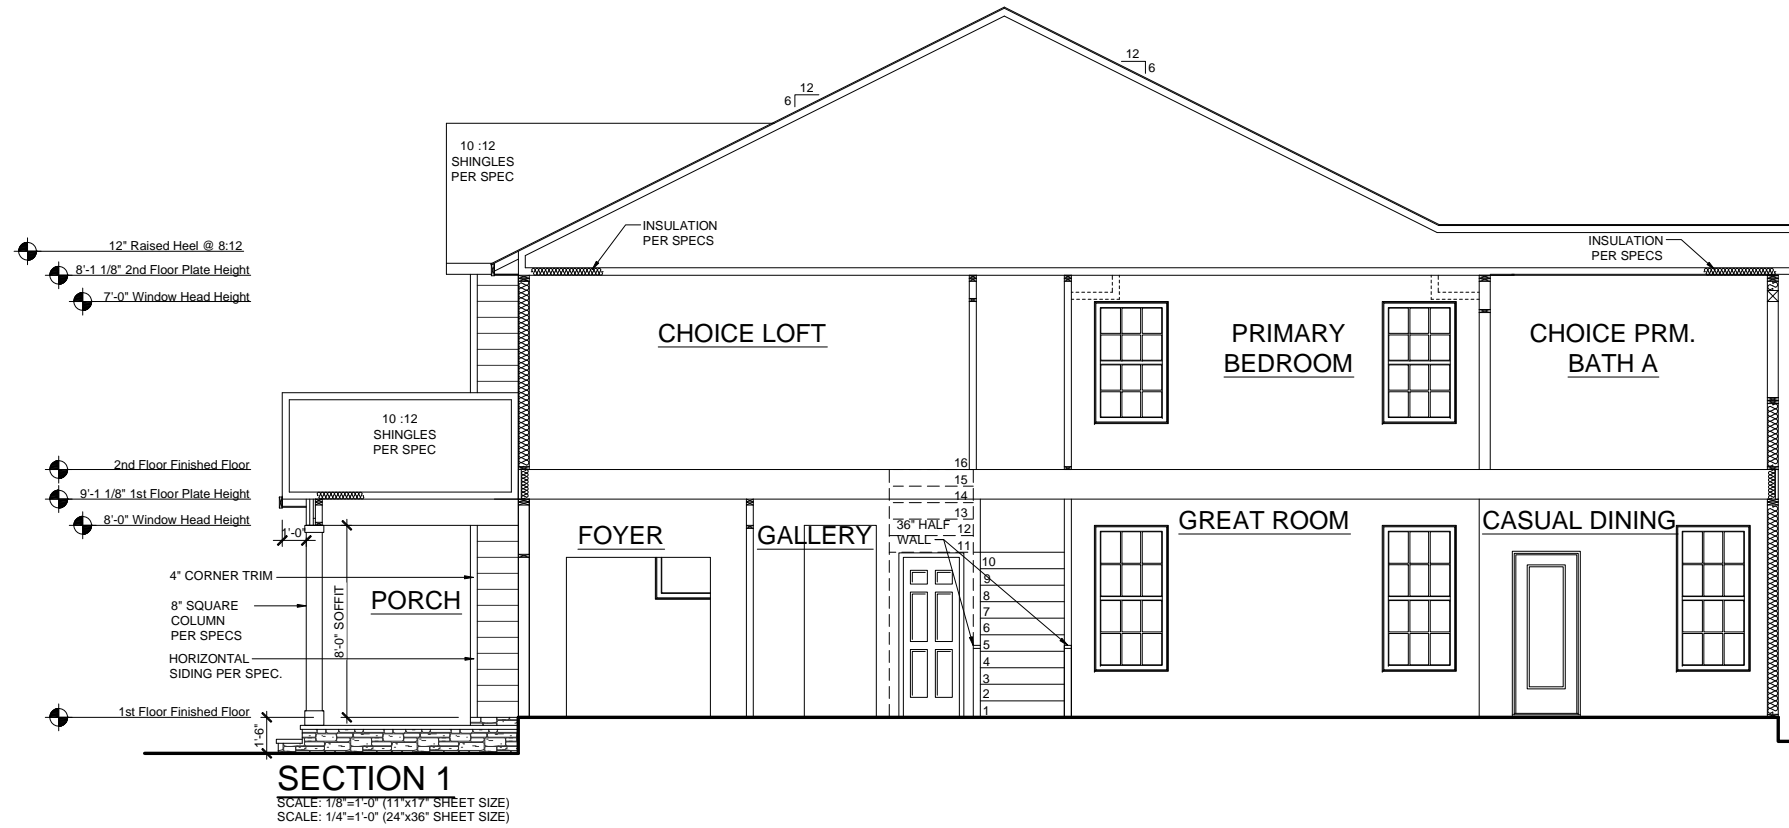 12
6
12
6
10 :12
SHINGLES
PER SPEC
INSULATION
PER SPECS
INSULATION
PER SPECS
12" Raised Heel @ 8:12
8'-1 1/8" 2nd Floor Plate Height
7'-0" Window Head Height
CHOICE LOFT
PRIMARY
BEDROOM
CHOICE PRM.
BATH A
10 :12
SHINGLES
PER SPEC
2nd Floor Finished Floor
9'-1 1/8" 1st Floor Plate Height
8'-0" Window Head Height
1'-0"
16
15
14
13
12
11
10
9
8
7
6
5
4
3
2
1
36" HALF
WALL
FOYER
GALLERY
GREAT ROOM
CASUAL DINING
4" CORNER TRIM
8" SQUARE
COLUMN
PER SPECS
HORIZONTAL
SIDING PER SPEC.
PORCH
8'-0" SOFFIT
1st Floor Finished Floor
1'-6"
SECTION 1
SCALE: 1/8"=1'-0" (11"x17" SHEET SIZE)
SCALE: 1/4"=1'-0" (24"x36" SHEET SIZE)